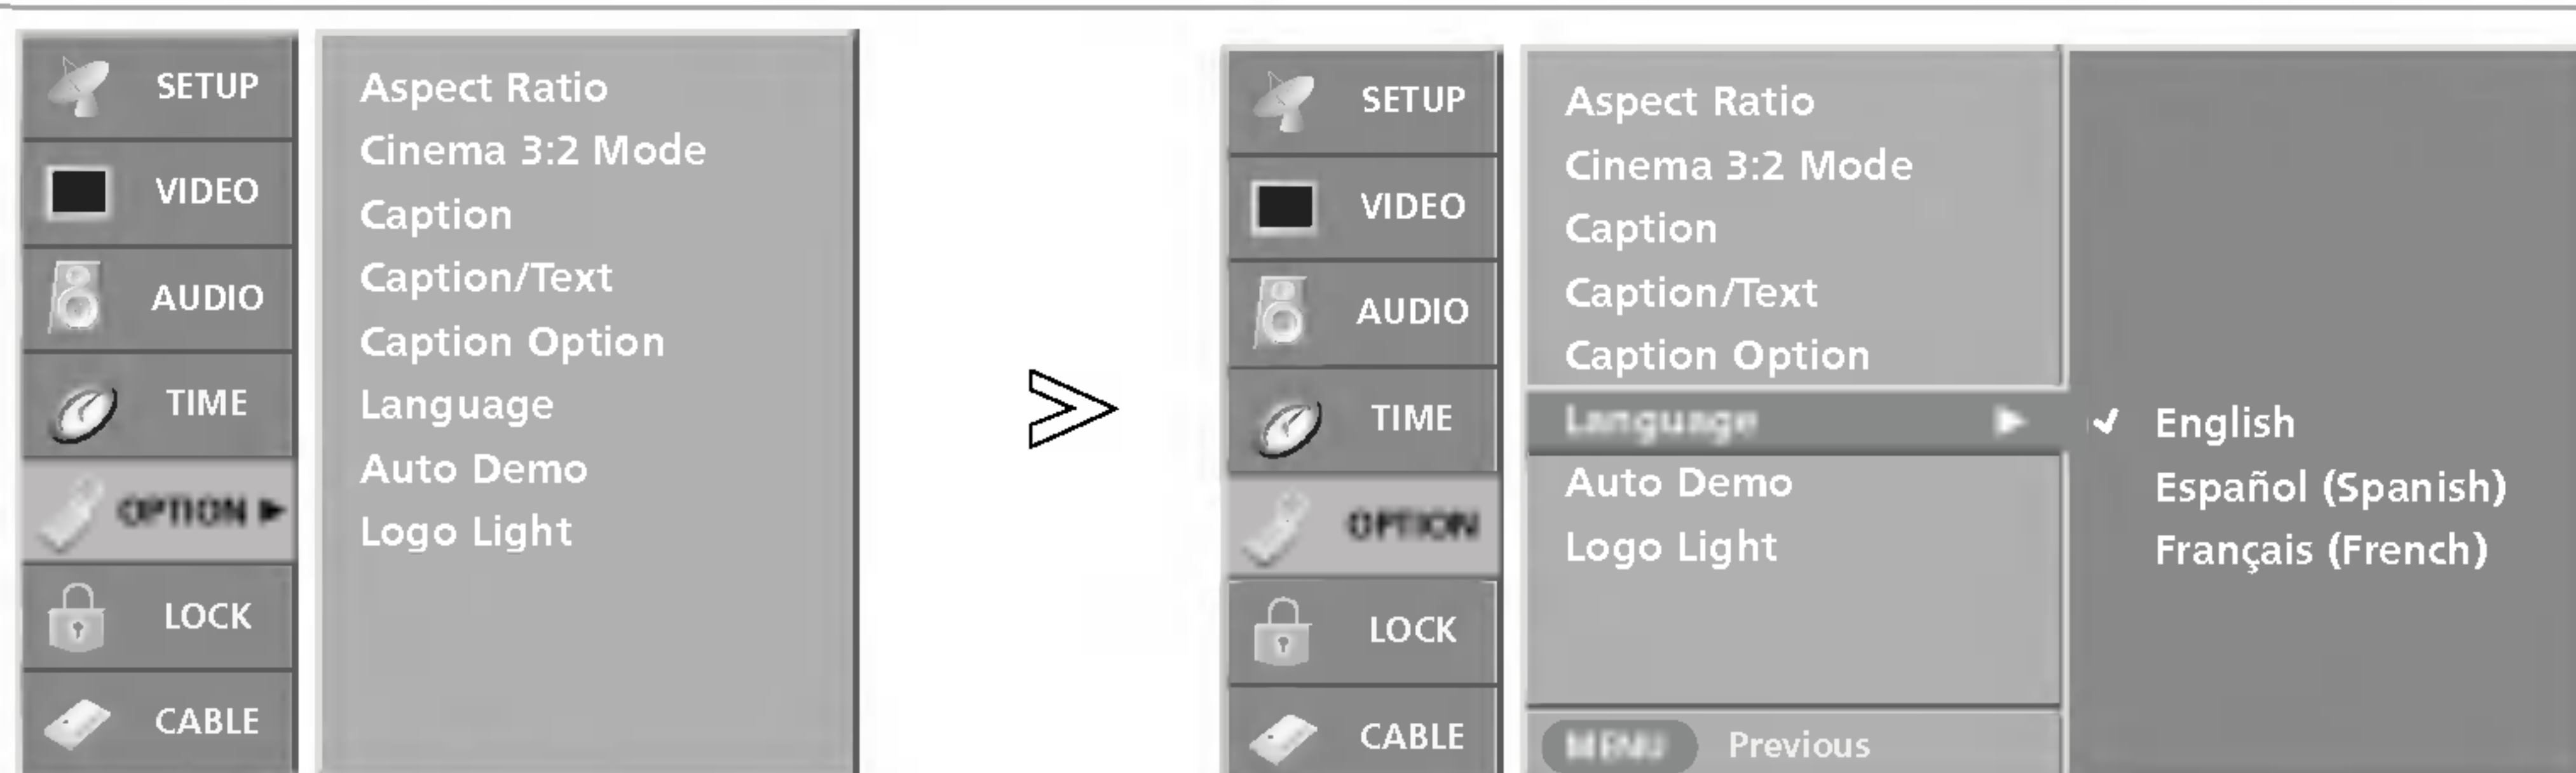 SETUP
VIDEO
AUDIO
TIME
OPTION
LOCK
CABLE
Aspect Ratio
Cinema 3:2 Mode
Caption
Caption/Text
Caption Option
Language
Auto Demo
Logo Light
SETUP
VIDEO
AUDIO
TIME
OPTION
LOCK
CABLE
Aspect Ratio
Cinema 3:2 Mode
Caption
Caption/Text
Caption Option
Language
Auto Demo
Logo Light
MENU Previous
English
Español (Spanish)
Français (French)